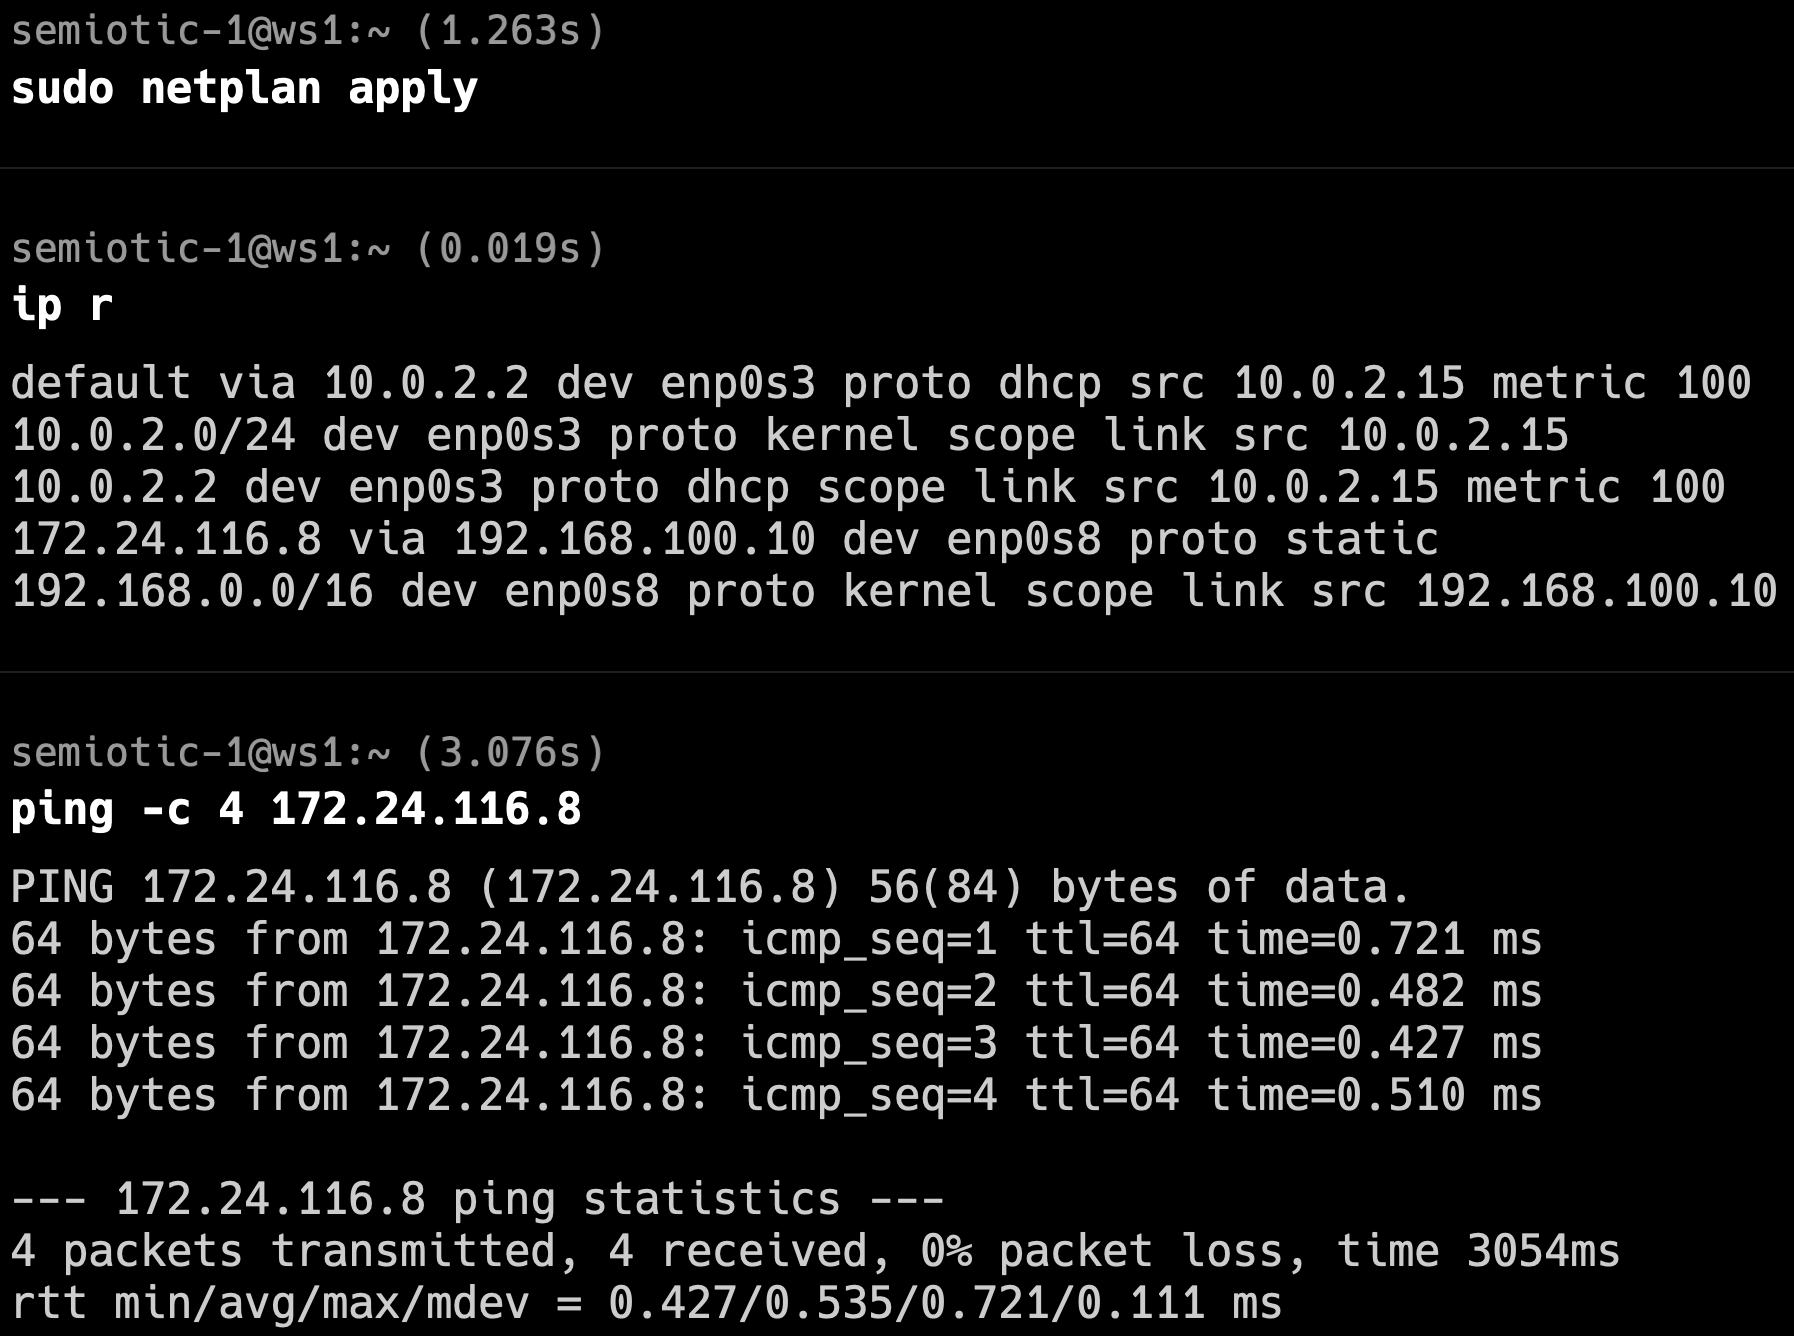 semiotic-1@ws1:~ (1.263s)
sudo netplan apply
semiotic-1@ws1:~ (0.019s)
ip r
default via 10.0.2.2 dev enp0s3 proto dhcp src 10.0.2.15 metric 100
10.0.2.0/24 dev enp0s3 proto kernel scope link src 10.0.2.15
10.0.2.2 dev enp0s3 proto dhcp scope link src 10.0.2.15 metric 100
172.24.116.8 via 192.168.100.10 dev enp0s8 proto static
192.168.0.0/16 dev enp0s8 proto kernel scope link src 192.168.100.10
semiotic-1@ws1:~ (3.076s)
ping -c 4 172.24.116.8
PING 172.24.116.8 (172.24.116.8) 56(84) bytes of data.
64 bytes from 172.24.116.8: icmp_seq=1 ttl=64 time=0.721 ms
64 bytes from 172.24.116.8: icmp_seq=2 ttl=64 time=0.482 ms
64 bytes from 172.24.116.8: icmp_seq=3 ttl=64 time=0.427 ms
64 bytes from 172.24.116.8: icmp_seq=4 ttl=64 time=0.510 ms
--- 172.24.116.8 ping statistics ---
4 packets transmitted, 4 received, 0% packet loss, time 3054ms
rtt min/avg/max/mdev = 0.427/0.535/0.721/0.111 ms